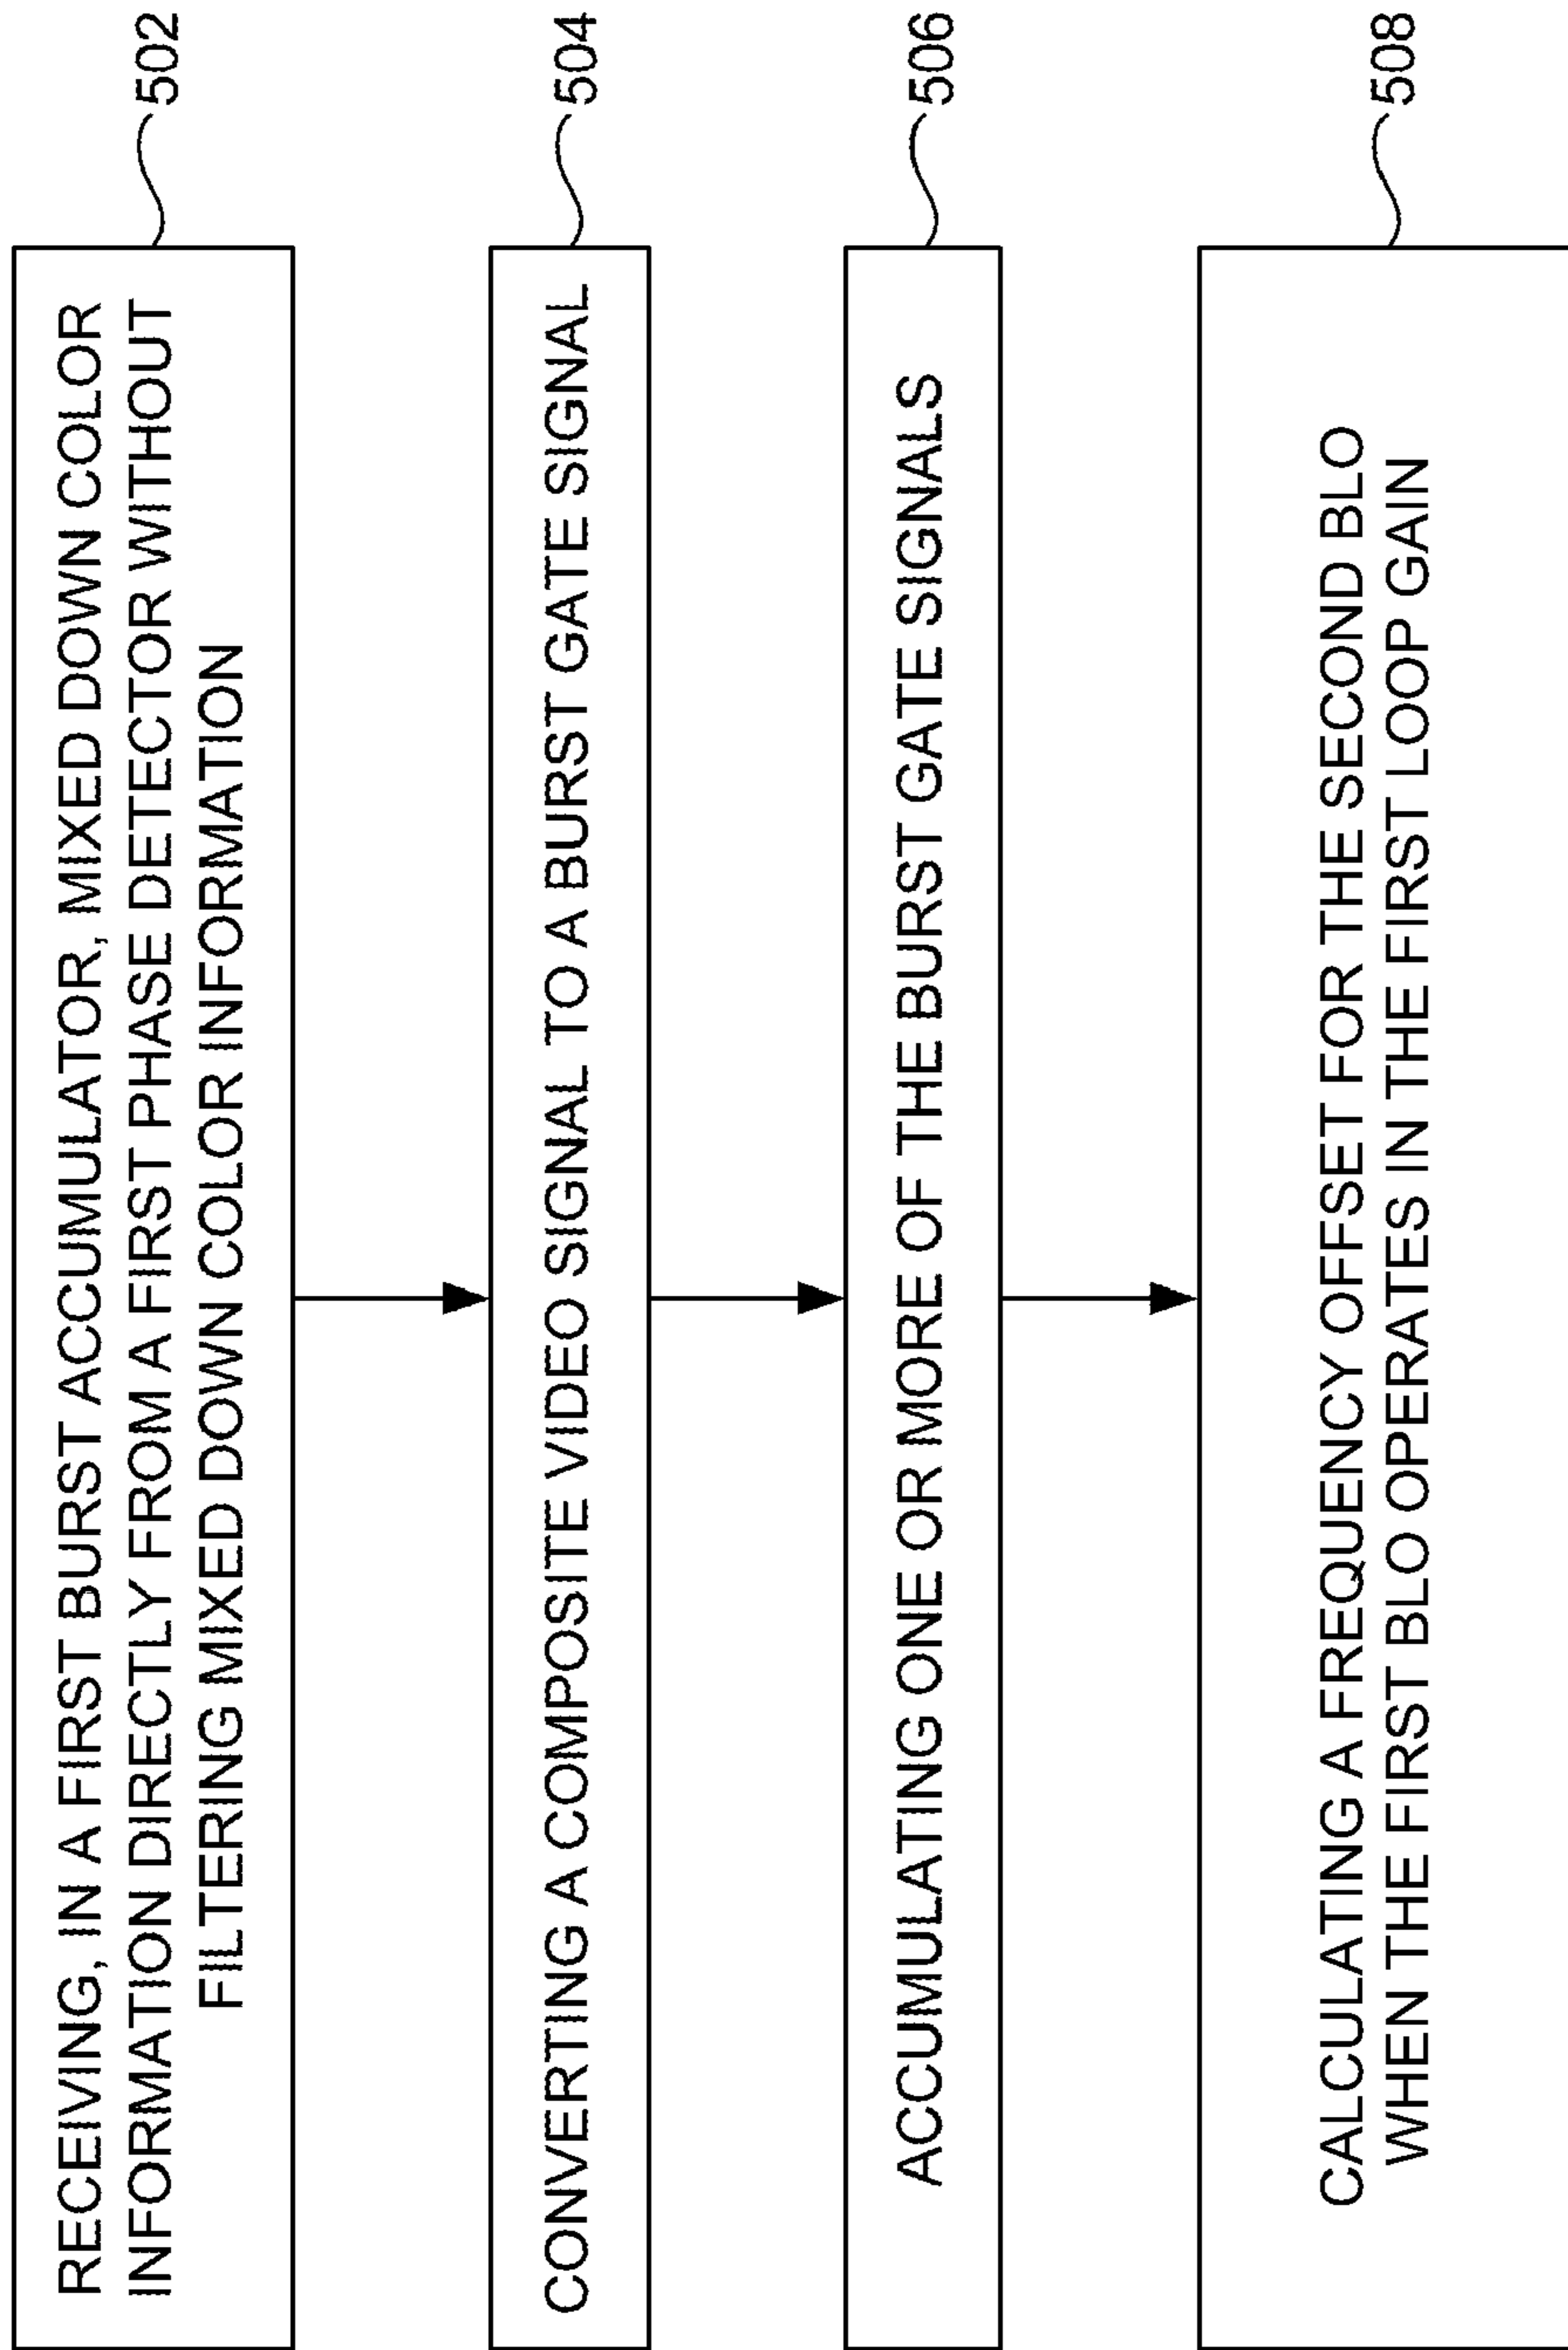 RECEIVING, IN A FIRST BURST ACCUMULATOR, MIXED DOWN COLOR
INFORMATION DIRECTLY FROM A FIRST PHASE DETECTOR WITHOUT
FILTERING MIXED DOWN COLOR INFORMATION
502
CONVERTING A COMPOSITE VIDEO SIGNAL TO A BURST GATE SIGNAL
504
ACCUMULATING ONE OR MORE OF THE BURST GATE SIGNALS
506
CALCULATING A FREQUENCY OFFSET FOR THE SECOND BLO
WHEN THE FIRST BLO OPERATES IN THE FIRST LOOP GAIN
508